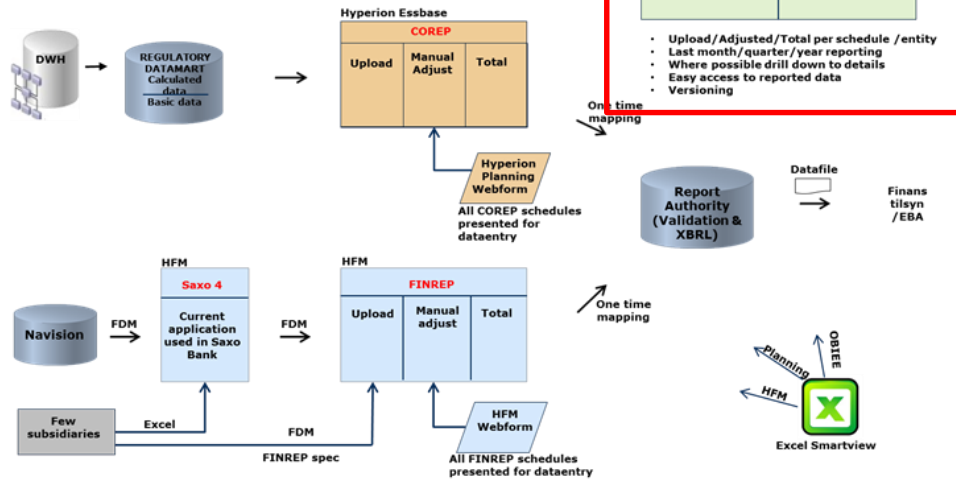 Hyperion Essbase
COREP
Upload
Manual
Adjust
Total
DWH
REGULATORY
DATAMART
Calculated
data
Basic data
• Upload/Adjusted/Total per schedule /entity
• Last month/quarter/year reporting
• Where possible drill down to details
• Easy access to reported data
• Versioning
One time
mapping
Hyperion
Planning
Webform
All COREP schedules
presented for
dataentry
Report
Authority
(Validation &
XBRL)
Datafile
Finans
tilsyn
/EBA
HFM
Saxo 4
Current
application
used in Saxo
Bank
HFM
FINREP
Upload
Manual
adjust
Total
Navision
FDM
FDM
One time
mapping
Few
subsidiaries
Excel
FDM
FINREP spec
HFM
Webform
All FINREP schedules
presented for dataentry
Planning
OBIEE
HFM
X
Excel Smartview